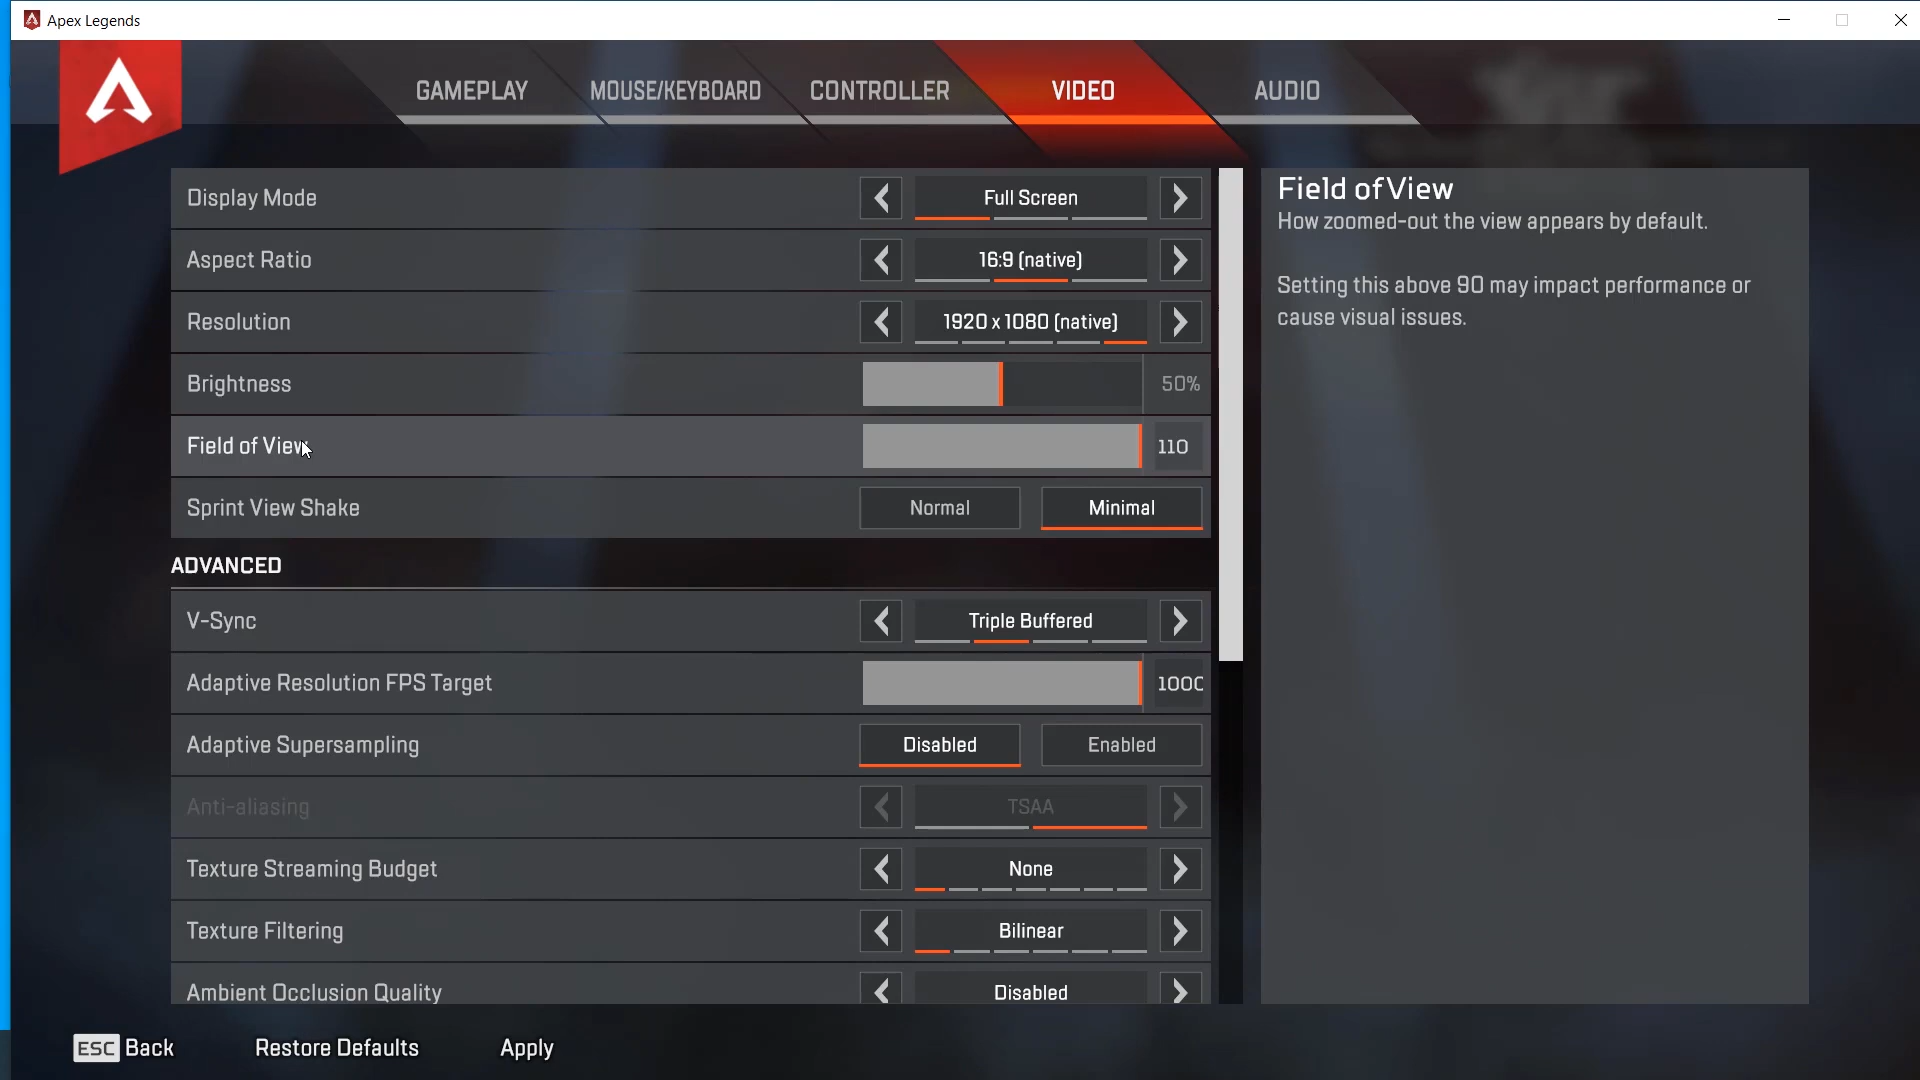 Apex Legends
GAMEPLAY
MOUSE/KEYBOARD
CONTROLLER
VIDEO
AUDIO
Display Mode
Full Screen
Aspect Ratio
16:9 (native)
Resolution
1920 x 1080 (native)
Brightness
50%
Field of View
110
Sprint View Shake
Normal
Minimal
ADVANCED
V-Sync
Triple Buffered
Adaptive Resolution FPS Target
1000
Adaptive Supersampling
Disabled
Enabled
Anti-aliasing
TSAA
Texture Streaming Budget
None
Texture Filtering
Bilinear
Ambient Occlusion Quality
Disabled
Field of View
How zoomed-out the view appears by default.
Setting this above 90 may impact performance or
cause visual issues.
ESC Back
Restore Defaults
Apply